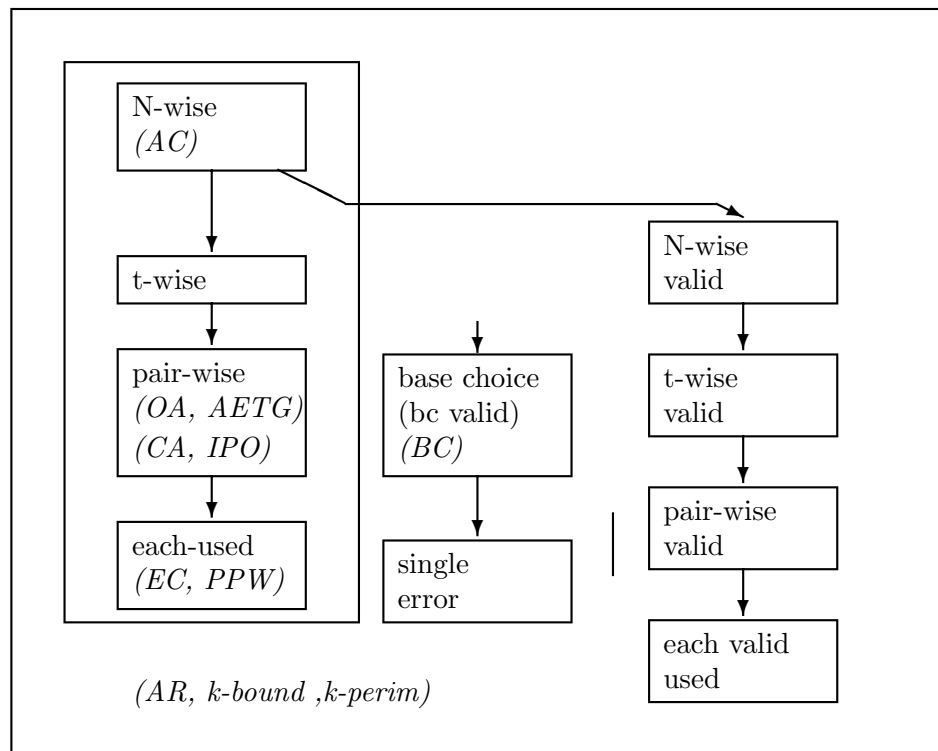 N-wise
(AC)
t-wise
pair-wise
(OA, AETG)
(CA, IPO)
each-used
(EC, PPW)
base choice
(bc valid)
(BC)
single
error
N-wise
valid
t-wise
valid
pair-wise
valid
each valid
used
(AR, k-bound ,k-perim)